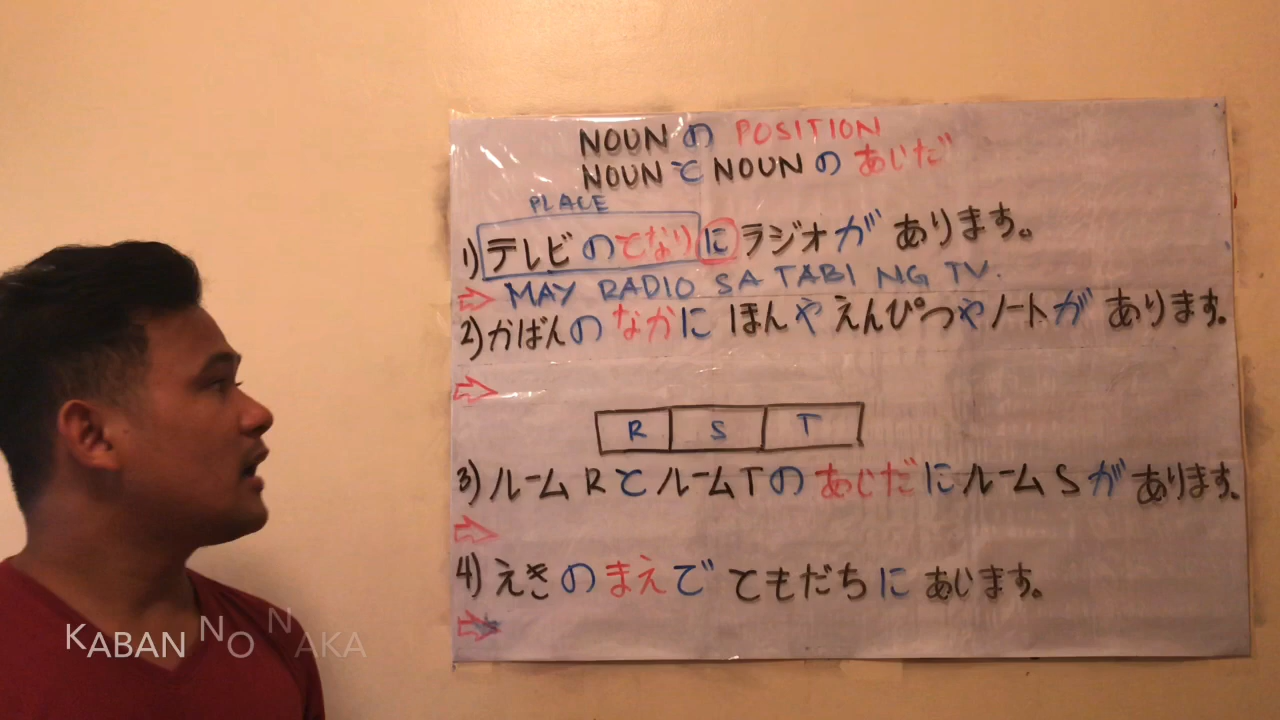 NOUN の POSITION
NOUN と NOUN の あじだ
PLACE
1) テレビのとなり に ラジオが あります。
⇨ MAY RADIO SA TABI NG TV.
2) かばんの なかに ほんや えんぴつや ノートが あります。
⇨
R S T
3) ルーム R と ルーム T の あじだに ルーム S が あります。
⇨
4) えきの まえで ともだちに あじます。
⇨
KABAN NO NAKA